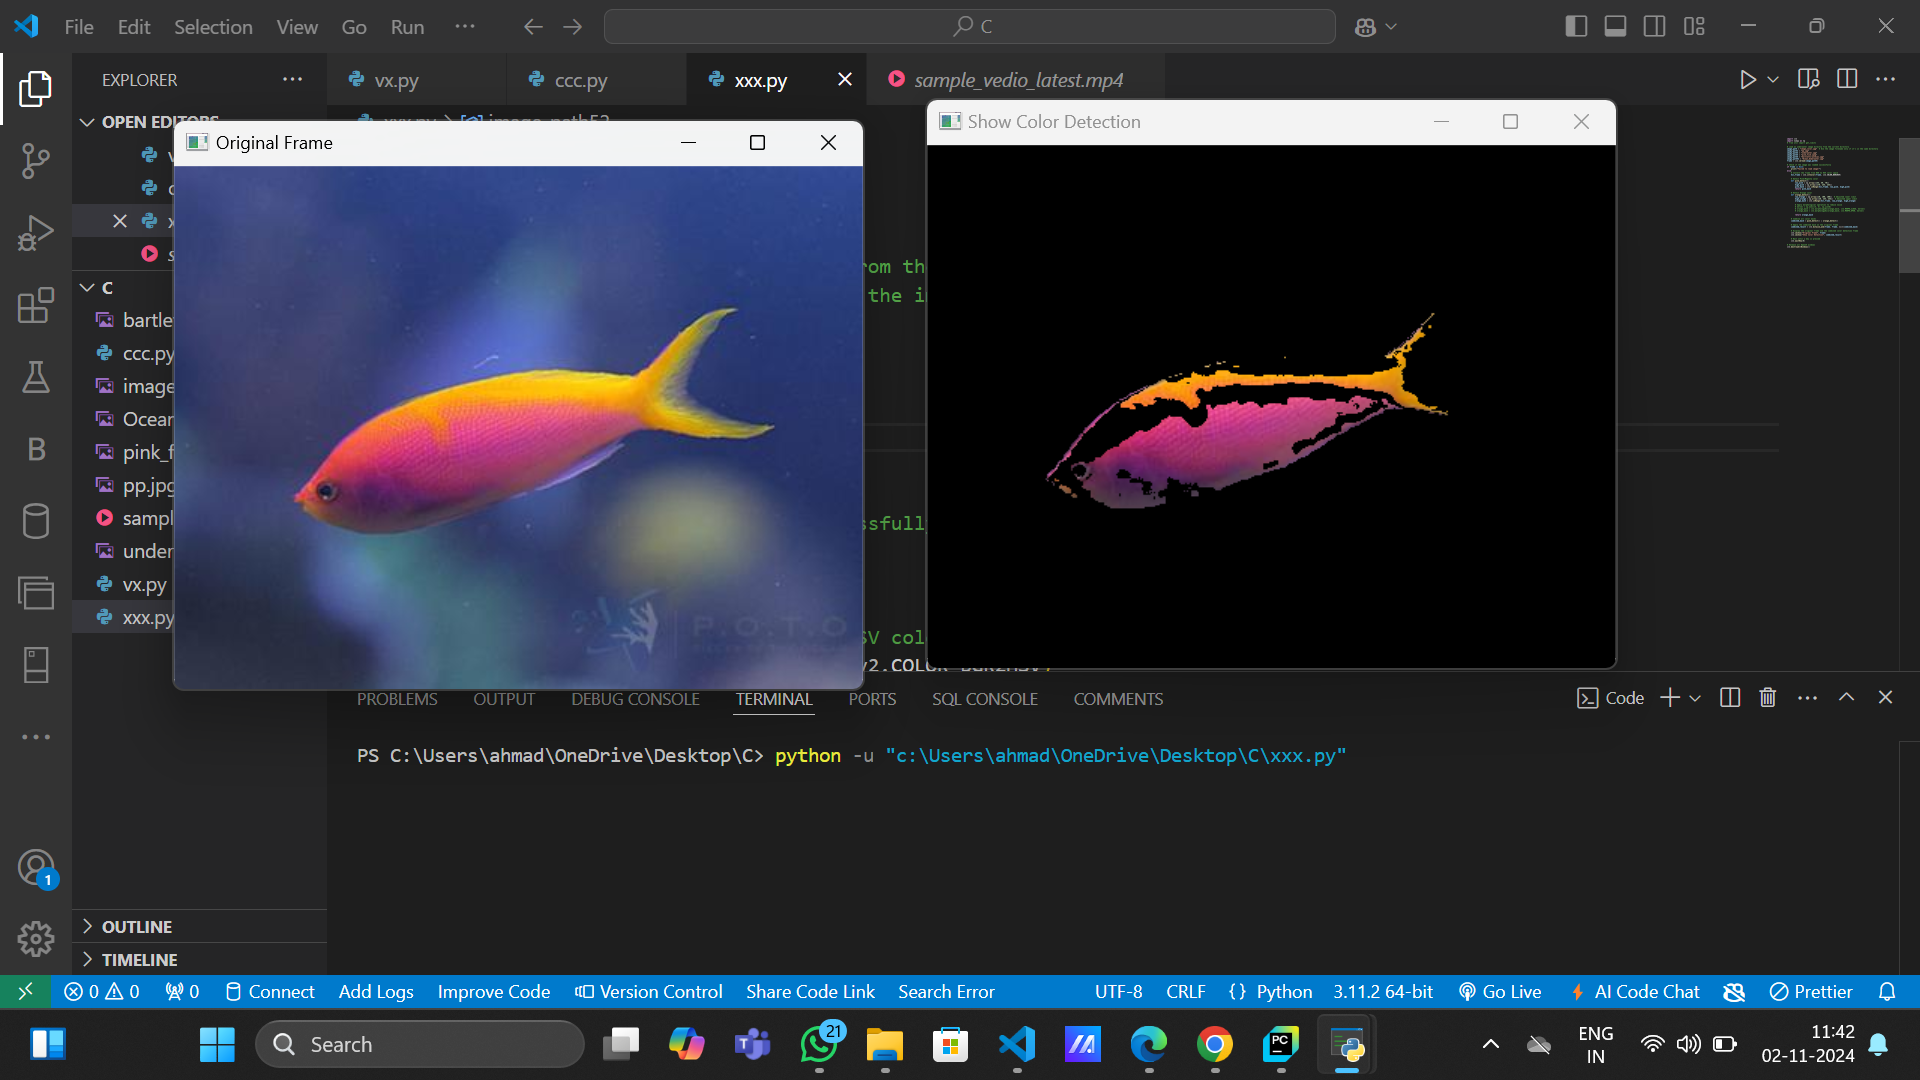 File Edit Selection View Go Run ··· C
EXPLORER ···
vx.py ccc.py xxx.py sample_vedio_latest.mp4
OPEN EDITORS
Original Frame
Show Color Detection
C
bartle
ccc.py
image
Ocean
pink_f
pp.jpg
sampl
under
vx.py
xxx.py
rom th
the i
ssfull
SV col
P.O.T.O
PROBLEMS OUTPUT DEBUG CONSOLE TERMINAL PORTS SQL CONSOLE COMMENTS Code
PS C:\Users\ahmad\OneDrive\Desktop\C> python -u "c:\Users\ahmad\OneDrive\Desktop\C\xxx.py"
B
1
OUTLINE
TIMELINE
0 0 0 Connect Add Logs Improve Code Version Control Share Code Link Search Error UTF-8 CRLF {} Python 3.11.2 64-bit Go Live AI Code Chat Prettier
Search 21 PC ENG IN 11:42
02-11-2024